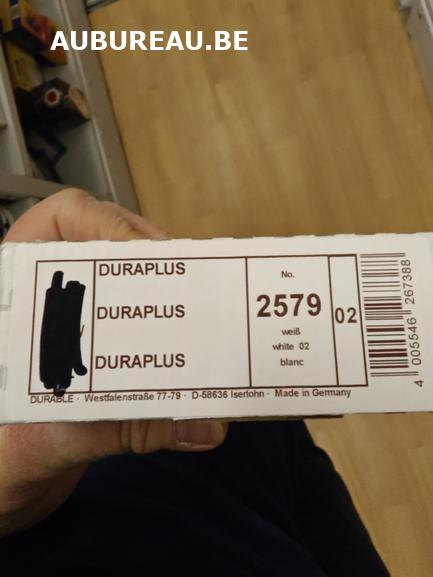 AUBUREAU.BE
DURAPLUS
DURAPLUS
DURAPLUS
No.
2579
weiß
white 02
blanc
02
4 005546 267388
DURABLE · Westfalenstraße 77-79 · D-58636 Iserlohn · Made in Germany